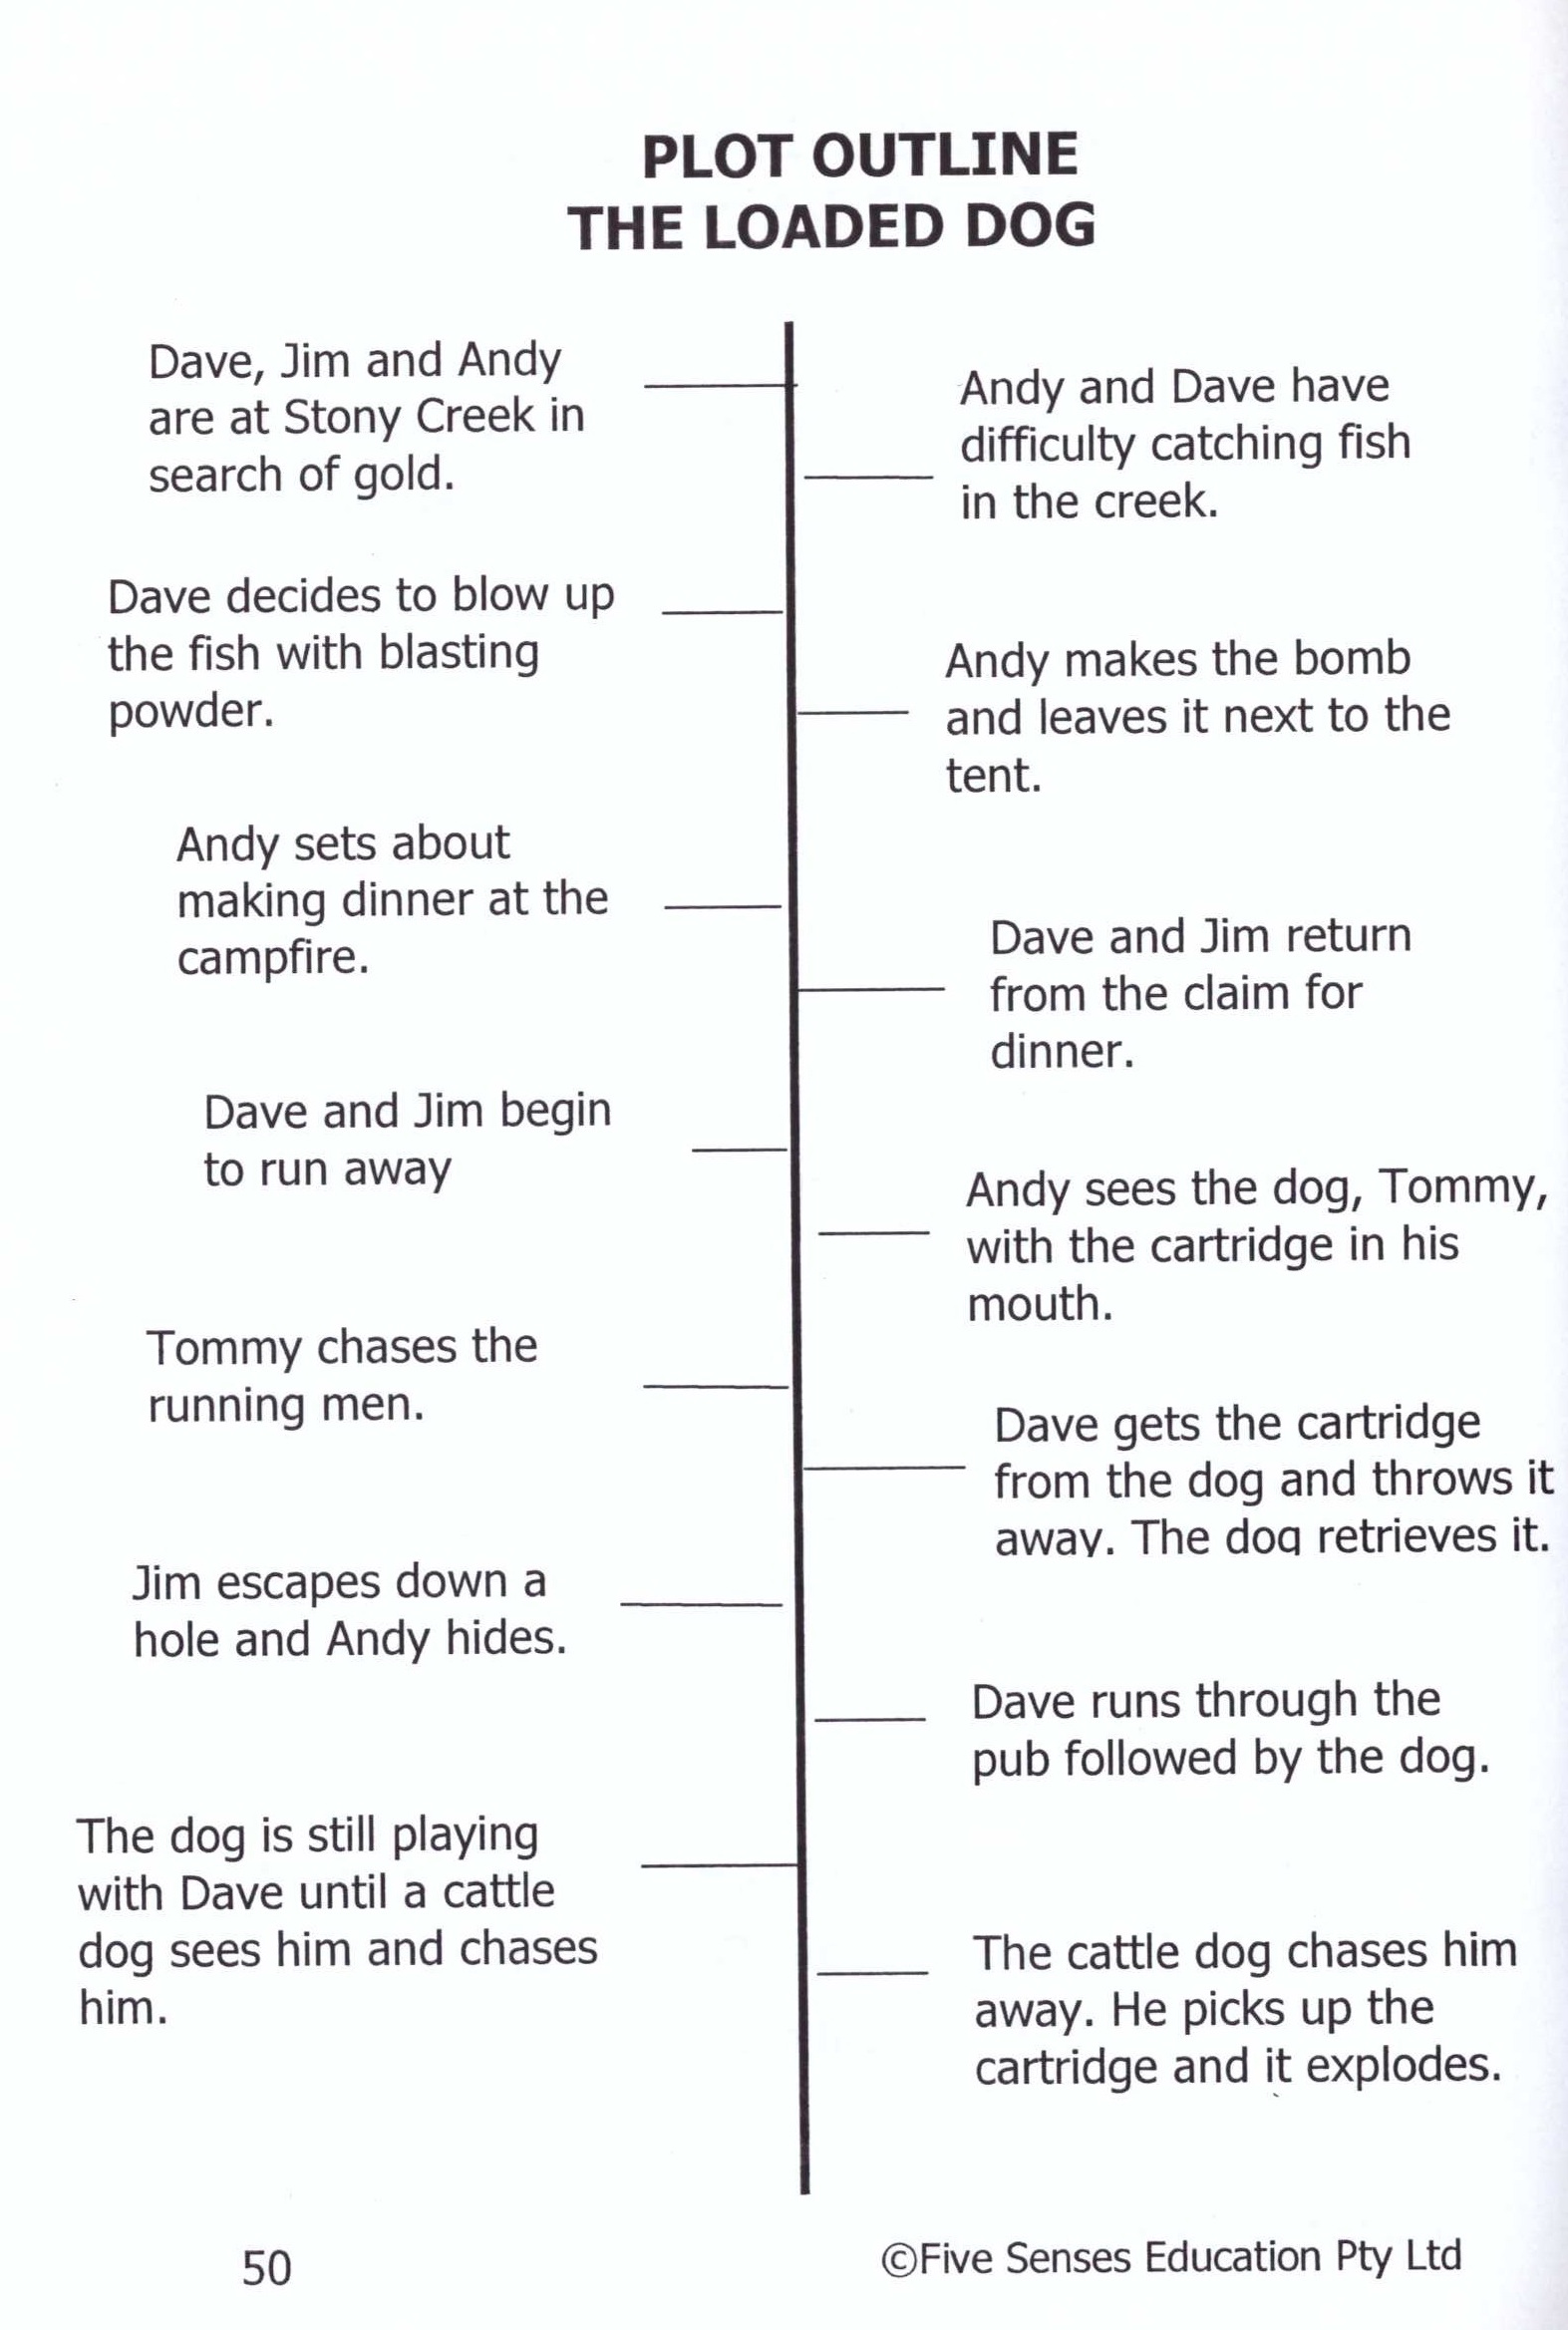 PLOT OUTLINE
THE LOADED DOG
Dave, Jim and Andy
are at Stony Creek in
search of gold.
Andy and Dave have
difficulty catching fish
in the creek.
Dave decides to blow up
the fish with blasting
powder.
Andy makes the bomb
and leaves it next to the
tent.
Andy sets about
making dinner at the
campfire.
Dave and Jim return
from the claim for
dinner.
Dave and Jim begin
to run away
Andy sees the dog, Tommy,
with the cartridge in his
mouth.
Tommy chases the
running men.
Dave gets the cartridge
from the dog and throws it
away. The dog retrieves it.
Jim escapes down a
hole and Andy hides.
Dave runs through the
pub followed by the dog.
The dog is still playing
with Dave until a cattle
dog sees him and chases
him.
The cattle dog chases him
away. He picks up the
cartridge and it explodes.
50
©Five Senses Education Pty Ltd